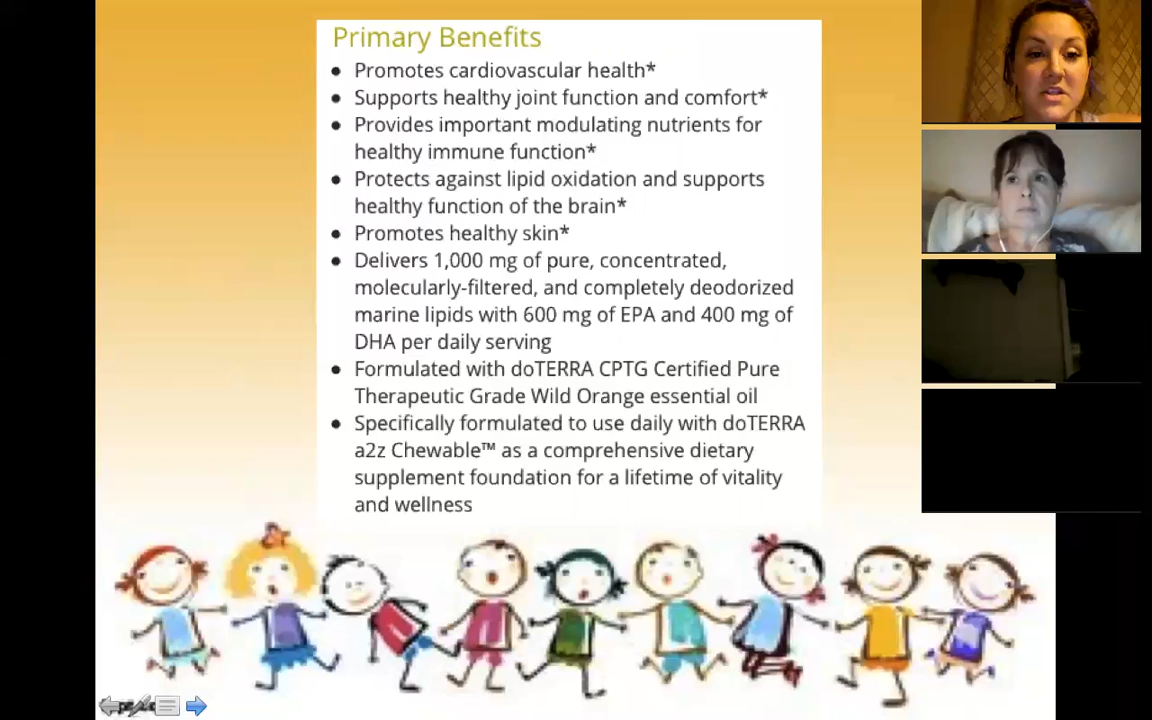 Primary Benefits
● Promotes cardiovascular health*
● Supports healthy joint function and comfort*
● Provides important modulating nutrients for
healthy immune function*
● Protects against lipid oxidation and supports
healthy function of the brain*
● Promotes healthy skin*
● Delivers 1,000 mg of pure, concentrated,
molecularly-filtered, and completely deodorized
marine lipids with 600 mg of EPA and 400 mg of
DHA per daily serving
● Formulated with doTERRA CPTG Certified Pure
Therapeutic Grade Wild Orange essential oil
● Specifically formulated to use daily with doTERRA
a2z Chewable™ as a comprehensive dietary
supplement foundation for a lifetime of vitality
and wellness